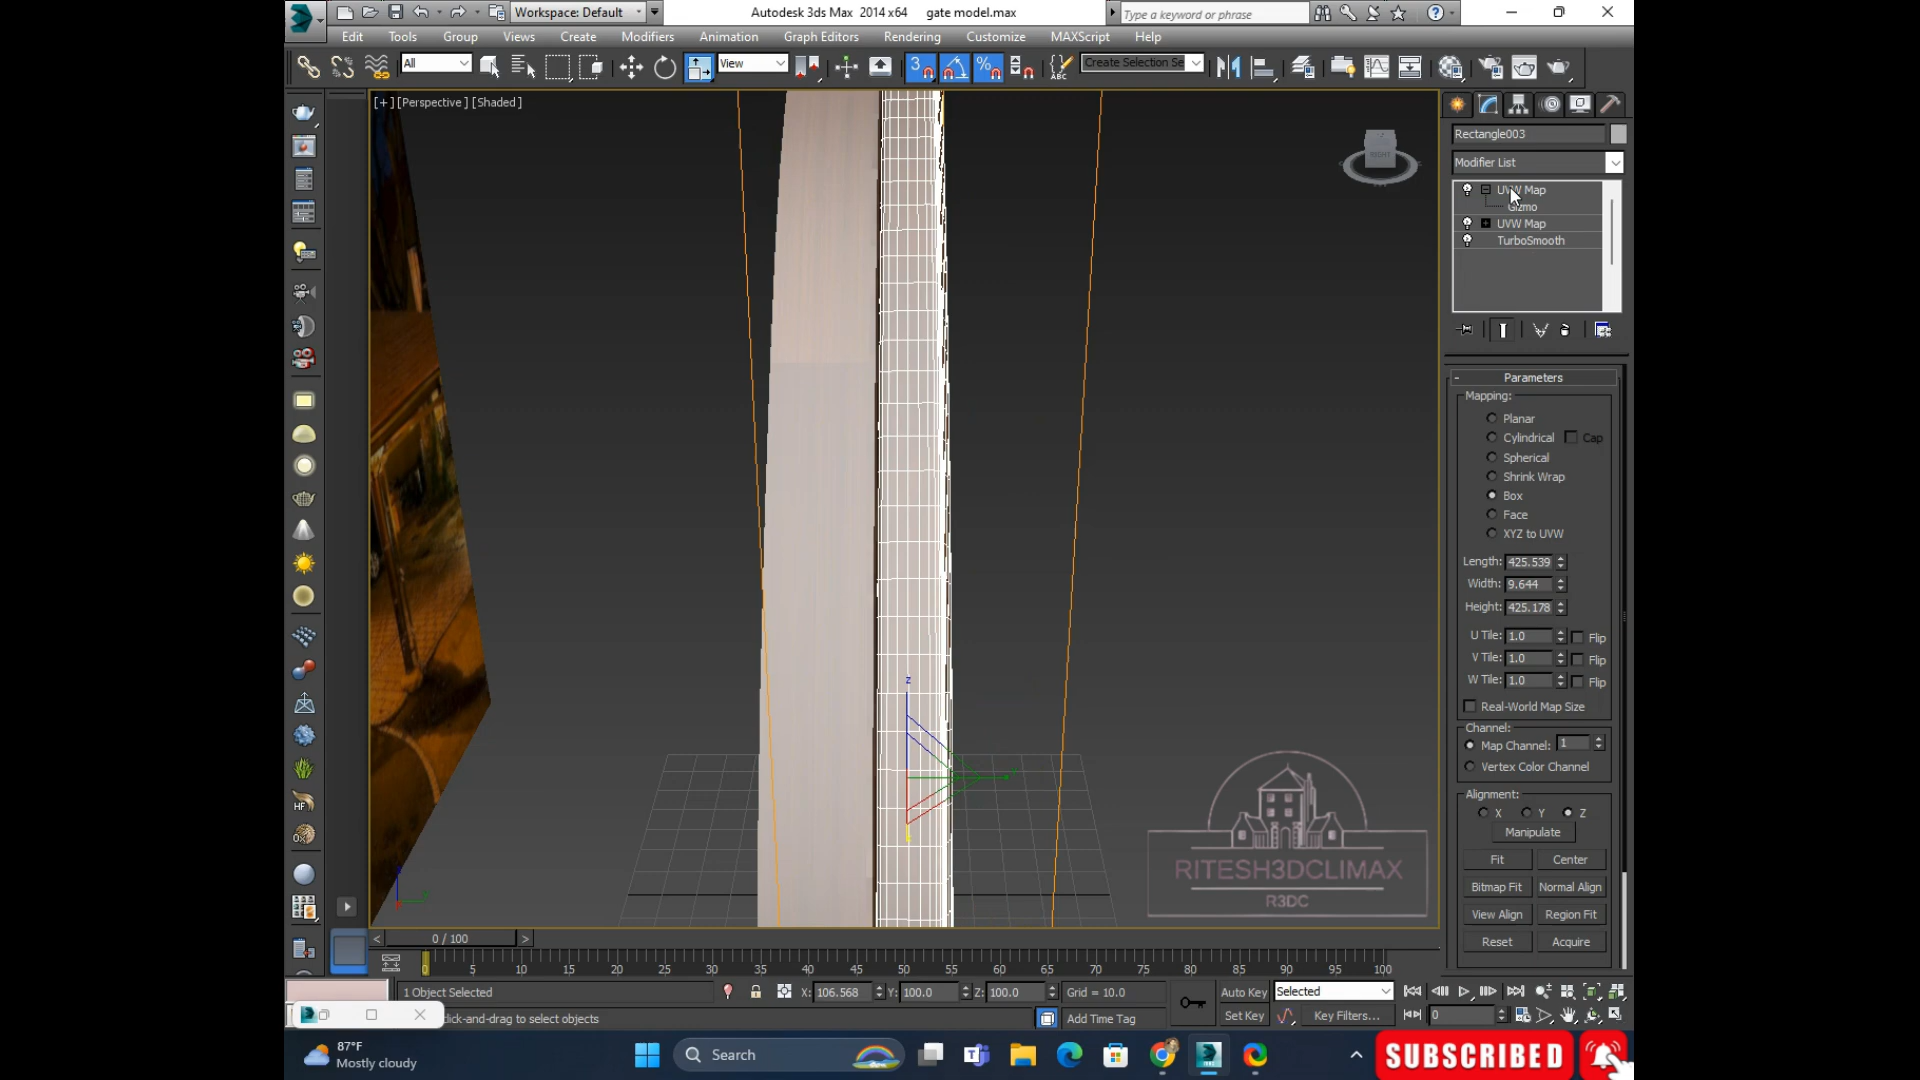 Workspace: Default
Autodesk 3ds Max 2014 x64 gate model.max
Type a keyword or phrase
Edit Tools Group Views Create Modifiers Animation Graph Editors Rendering Customize MAXScript Help
All
View
3
%
ABC
Create Selection Se
[+] [Perspective ] [Shaded ]
Rectangle003
Modifier List
UVW Map
Gizmo
UVW Map
TurboSmooth
Parameters
Mapping:
Planar
Cylindrical Cap
Spherical
Shrink Wrap
Box
Face
XYZ to UVW
Length: 425.539
Width: 9.644
Height: 425.178
U Tile: 1.0 Flip
V Tile: 1.0 Flip
W Tile: 1.0 Flip
Real-World Map Size
Channel:
Map Channel: 1
Vertex Color Channel
Alignment:
X Y Z
Manipulate
Fit Center
Bitmap Fit Normal Align
View Align Region Fit
Reset Acquire
z
HF
RITESH3DCLIMAX
R3DC
< 0 / 100 >
0 5 10 15 20 25 30 35 40 45 50 55 60 65 70 75 80 85 90 95 100
1 Object Selected X: 106.568 Y: 100.0 Z: 100.0 Grid = 10.0 Auto Key Selected
click-and-drag to select objects Add Time Tag Set Key Key Filters... 0
87°F
Mostly cloudy
Search
SUBSCRIBED